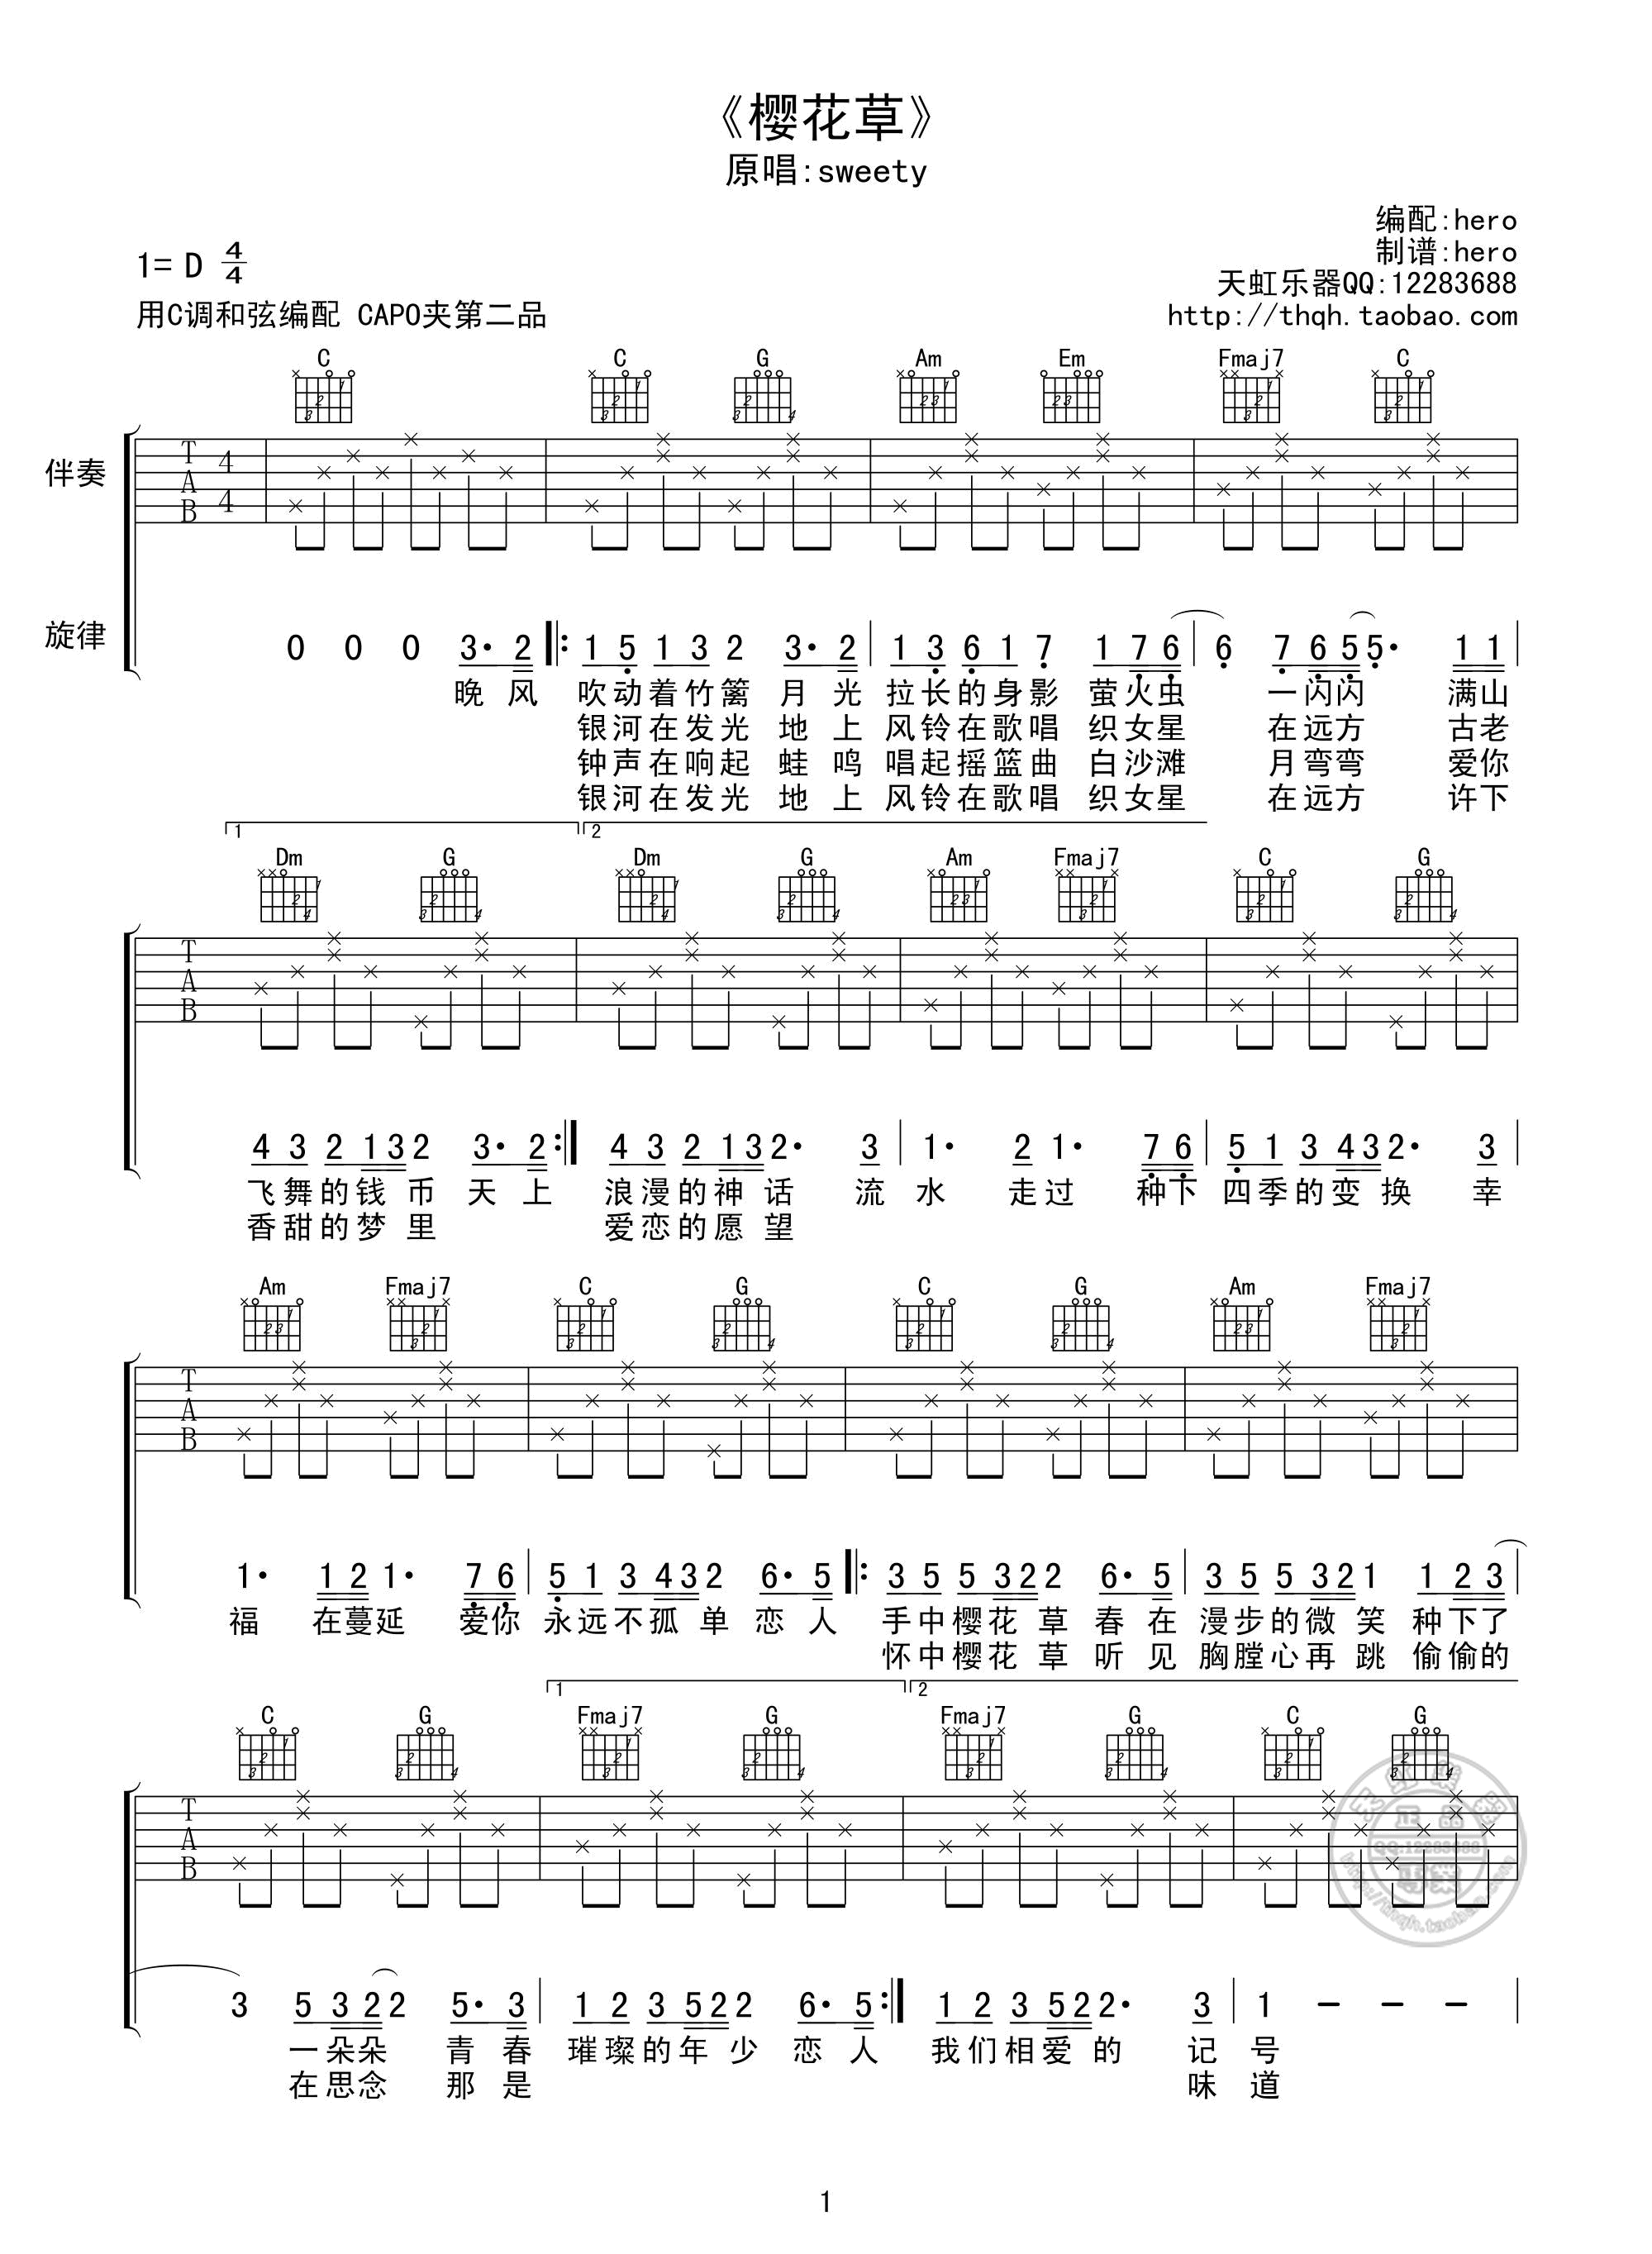 《樱花草》
原唱:sweety
编配:hero
制谱:hero
1= D 4/4
天虹乐器QQ:12283688
用C调和弦编配 CAPO夹第二品
http://thqh.taobao.com
C C G Am Em Fmaj7 C
伴奏
T A B 4 4
旋律
0 0 0 3· 2 1 5 1 3 2 3· 2 1 3 6 1 7 1 7 6 6 7 6 5 5· 1 1
晚风 吹动着竹篱 月光 拉长的身影 萤火虫 一闪闪 满山
银河在发光 地上 风铃在歌唱 织女星 在远方 古老
钟声在响起 蛙鸣 唱起摇篮曲 白沙滩 月弯弯 爱你
银河在发光 地上 风铃在歌唱 织女星 在远方 许下
1 2
Dm G Dm G Am Fmaj7 C G
T A B
4 3 2 1 3 2 3· 2 4 3 2 1 3 2· 3 1· 2 1· 7 6 5 1 3 4 3 2· 3
飞舞的钱币 天上 浪漫的神话 流水 走过 种下 四季的变换 幸
香甜的梦里 爱恋的愿望
Am Fmaj7 C G C G Am Fmaj7
T A B
1· 1 2 1· 7 6 5 1 3 4 3 2 6· 5 3 5 5 3 2 2 6· 5 3 5 5 3 2 1 1 2 3
福 在蔓延 爱你 永远不孤单 恋人 手中樱花草 春在 漫步的微笑 种下了
怀中樱花草 听见 胸膛心再跳 偷偷的
1 2
C G Fmaj7 G Fmaj7 G C G
T A B
3 5 3 2 2 5· 3 1 2 3 5 2 2 6· 5 1 2 3 5 2 2· 3 1 - - -
一朵朵 青春 璀璨的年少 恋人 我们相爱的 记号
在思念 那是 味道
天虹乐器
正品
QQ:12283688
http://thqh.taobao.com
1